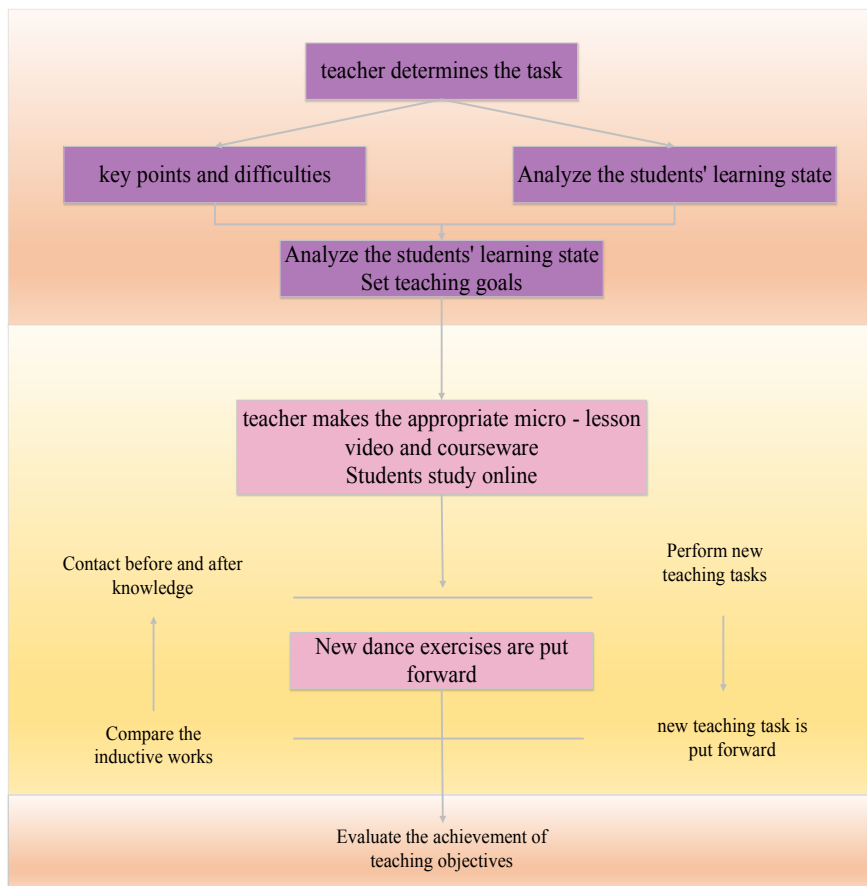 teacher determines the task
key points and difficulties
Analyze the students' learning state
Analyze the students' learning state
Set teaching goals
teacher makes the appropriate micro - lesson
video and courseware
Students study online
Contact before and after
knowledge
Perform new
teaching tasks
New dance exercises are put
forward
Compare the
inductive works
new teaching task is
put forward
Evaluate the achievement of
teaching objectives